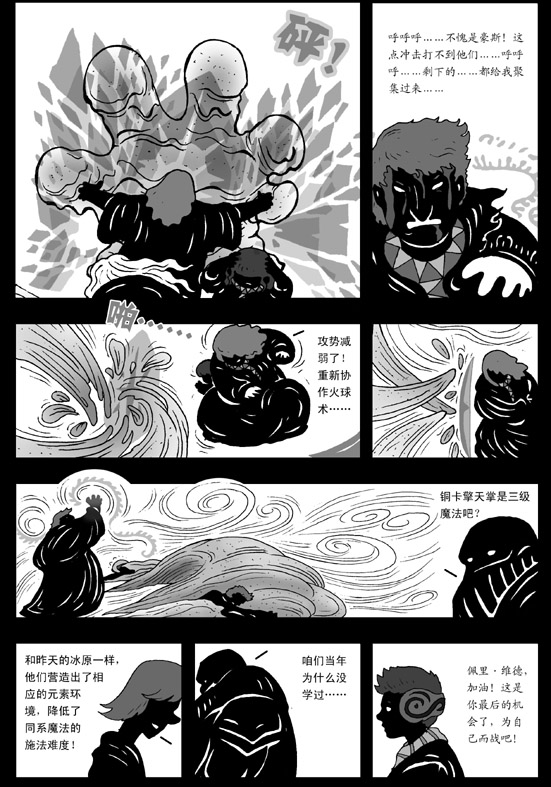 砰！
呼呼呼……不愧是豪斯！这
点冲击打不到他们……呼呼
呼……剩下的……都给我聚
集过来……
啪……
攻势减
弱了！
重新协
作火球
术……
铜卡擎天掌是三级
魔法吧？
和昨天的冰原一样，
他们营造出了相
应的元素环
境，降低了
同系魔法的
施法难度！
咱们当年
为什么没
学过……
佩里·维德，
加油！这是
你最后的机
会了，为自
己而战吧！